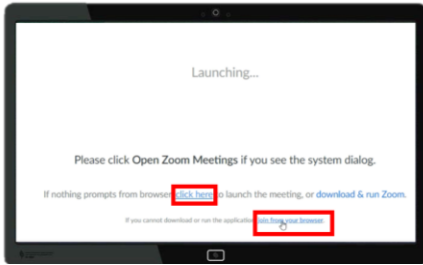 Launching...
Please click Open Zoom Meetings if you see the system dialog.
If nothing prompts from browser, click here to launch the meeting, or download & run Zoom.
If you cannot download or run the application, join from your browser.